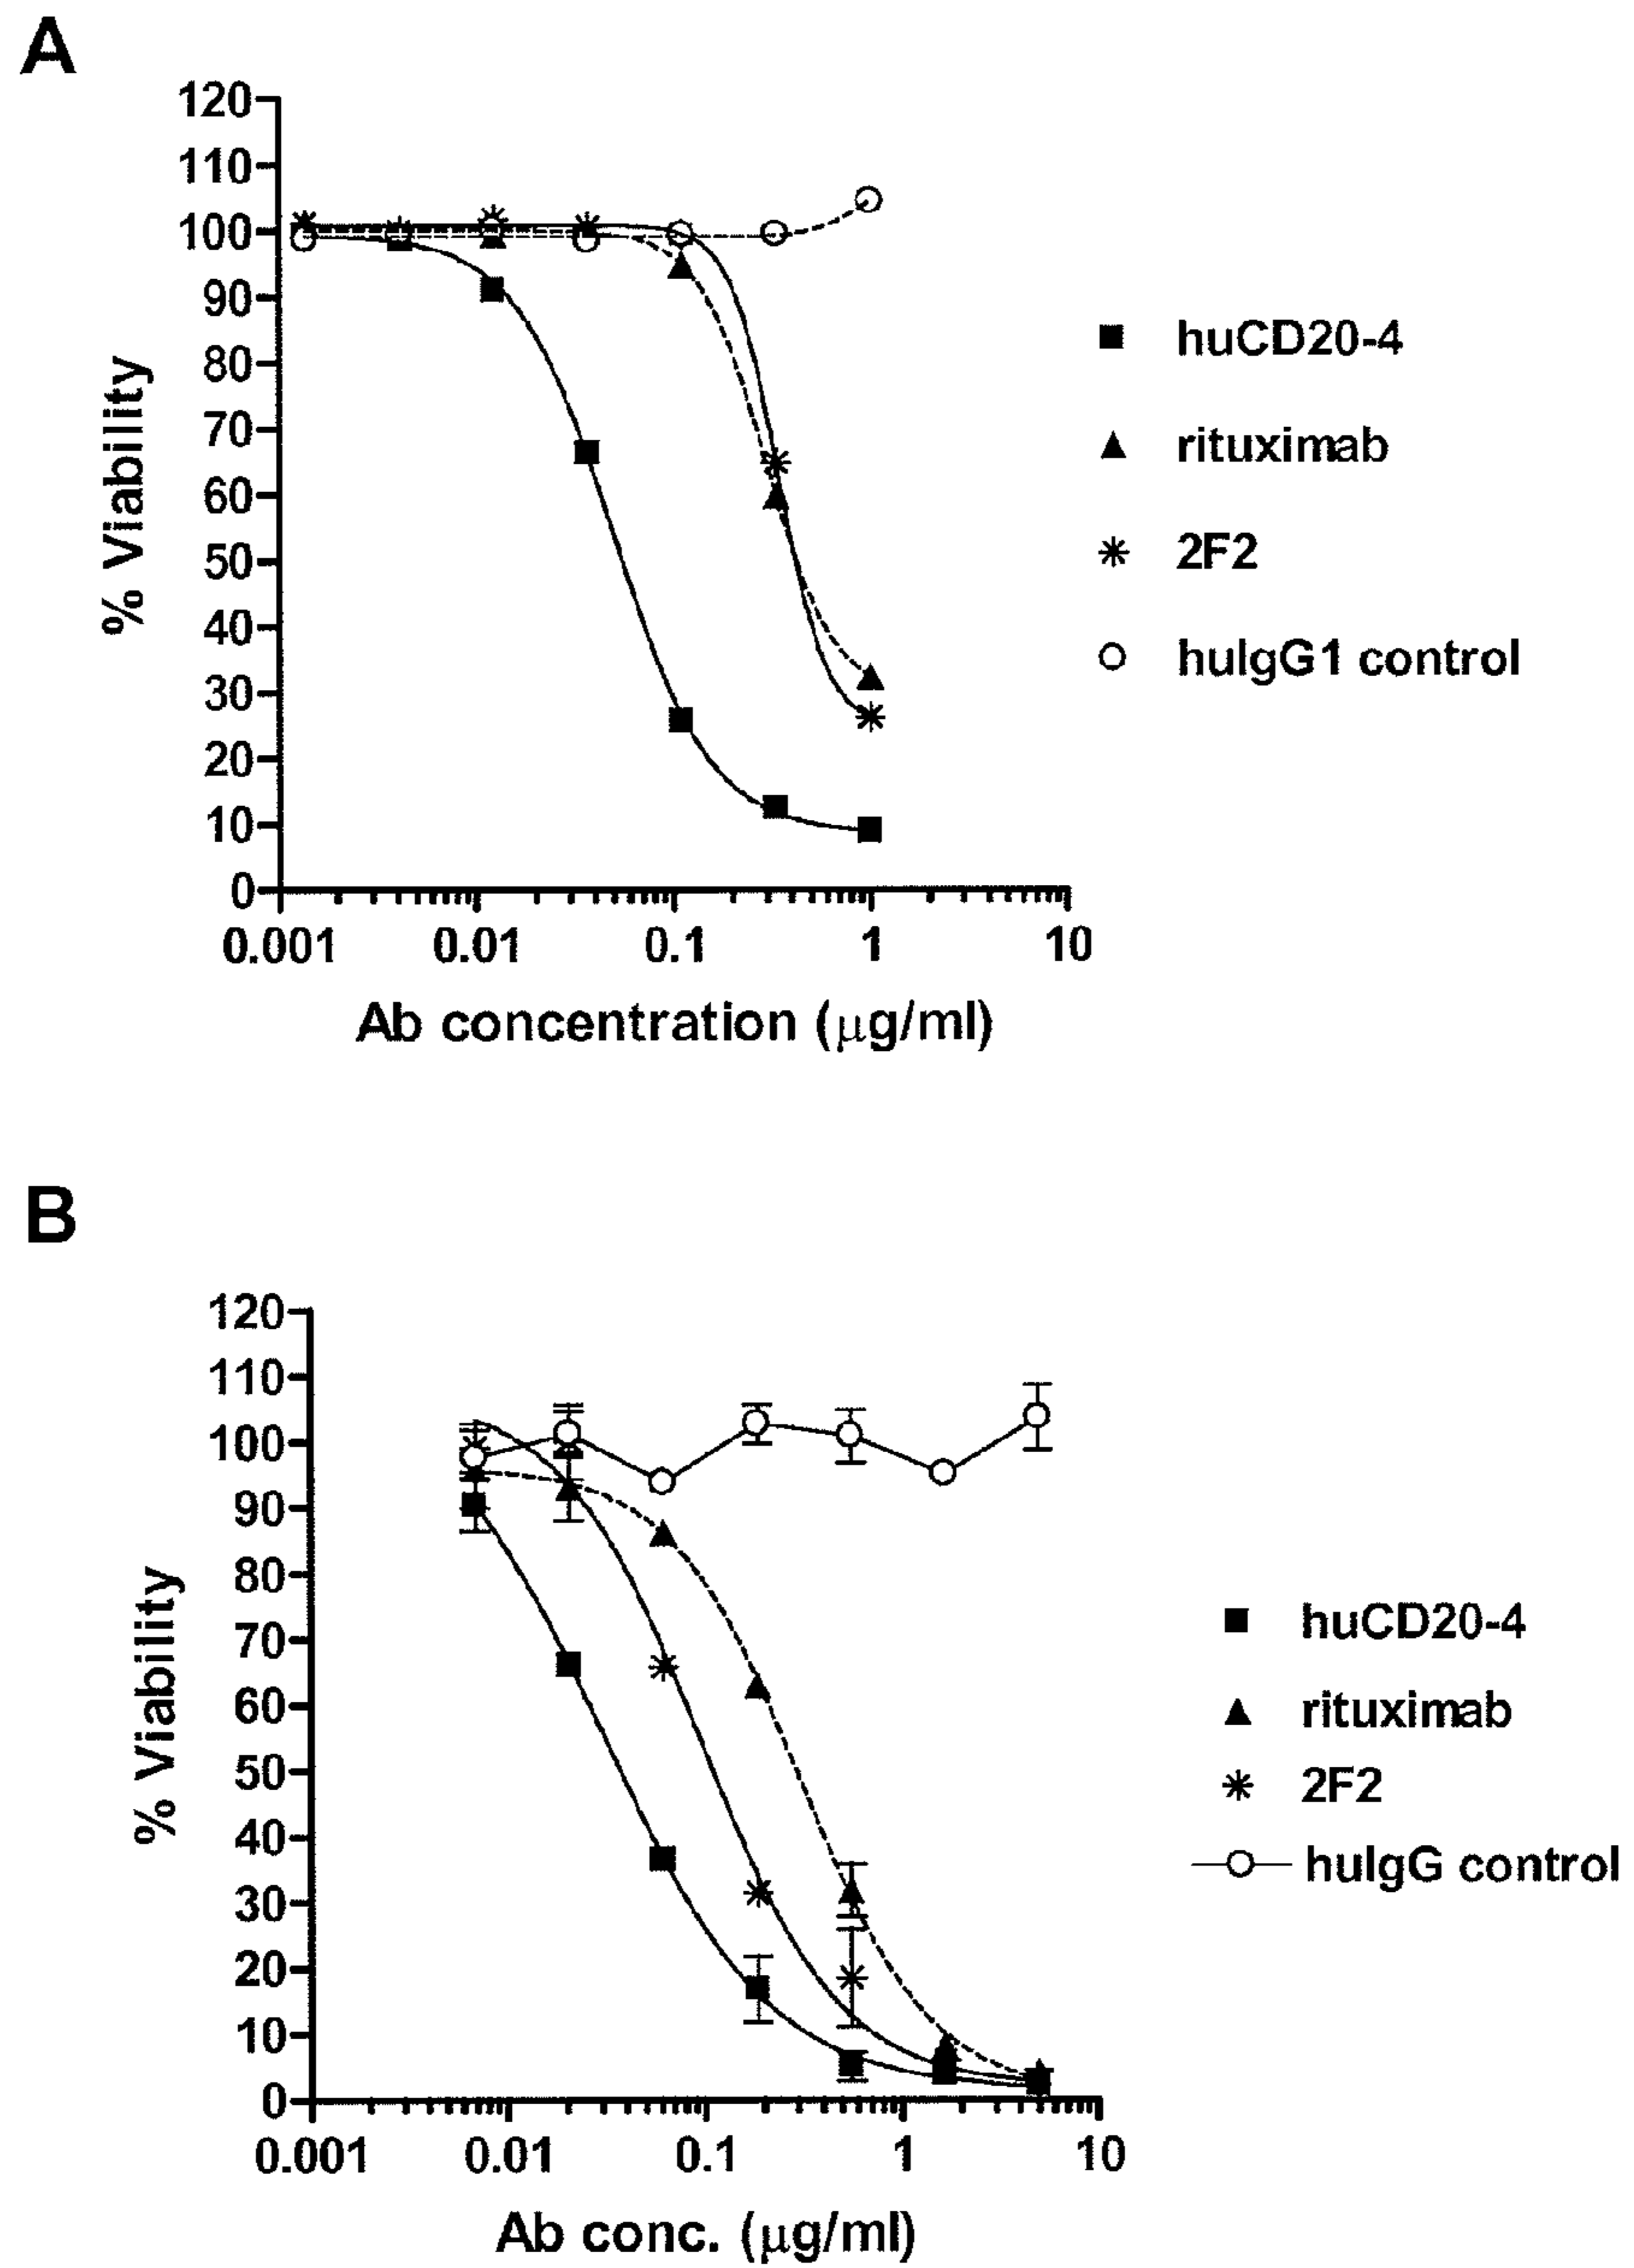 A
120
110
100
90
80
70
60
50
40
30
20
10
0
% Viability
0.001 0.01 0.1 1 10
Ab concentration (μg/ml)
huCD20-4
rituximab
2F2
huIgG1 control
B
120
110
100
90
80
70
60
50
40
30
20
10
0
% Viability
0.001 0.01 0.1 1 10
Ab conc. (μg/ml)
huCD20-4
rituximab
2F2
huIgG control